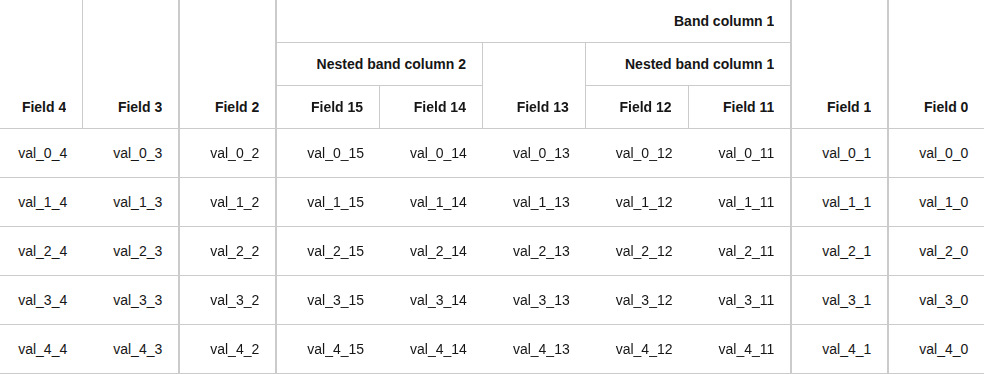 Band column 1
Nested band column 2 Nested band column 1
Field 4 Field 3 Field 2 Field 15 Field 14 Field 13 Field 12 Field 11 Field 1 Field 0
val_0_4 val_0_3 val_0_2 val_0_15 val_0_14 val_0_13 val_0_12 val_0_11 val_0_1 val_0_0
val_1_4 val_1_3 val_1_2 val_1_15 val_1_14 val_1_13 val_1_12 val_1_11 val_1_1 val_1_0
val_2_4 val_2_3 val_2_2 val_2_15 val_2_14 val_2_13 val_2_12 val_2_11 val_2_1 val_2_0
val_3_4 val_3_3 val_3_2 val_3_15 val_3_14 val_3_13 val_3_12 val_3_11 val_3_1 val_3_0
val_4_4 val_4_3 val_4_2 val_4_15 val_4_14 val_4_13 val_4_12 val_4_11 val_4_1 val_4_0